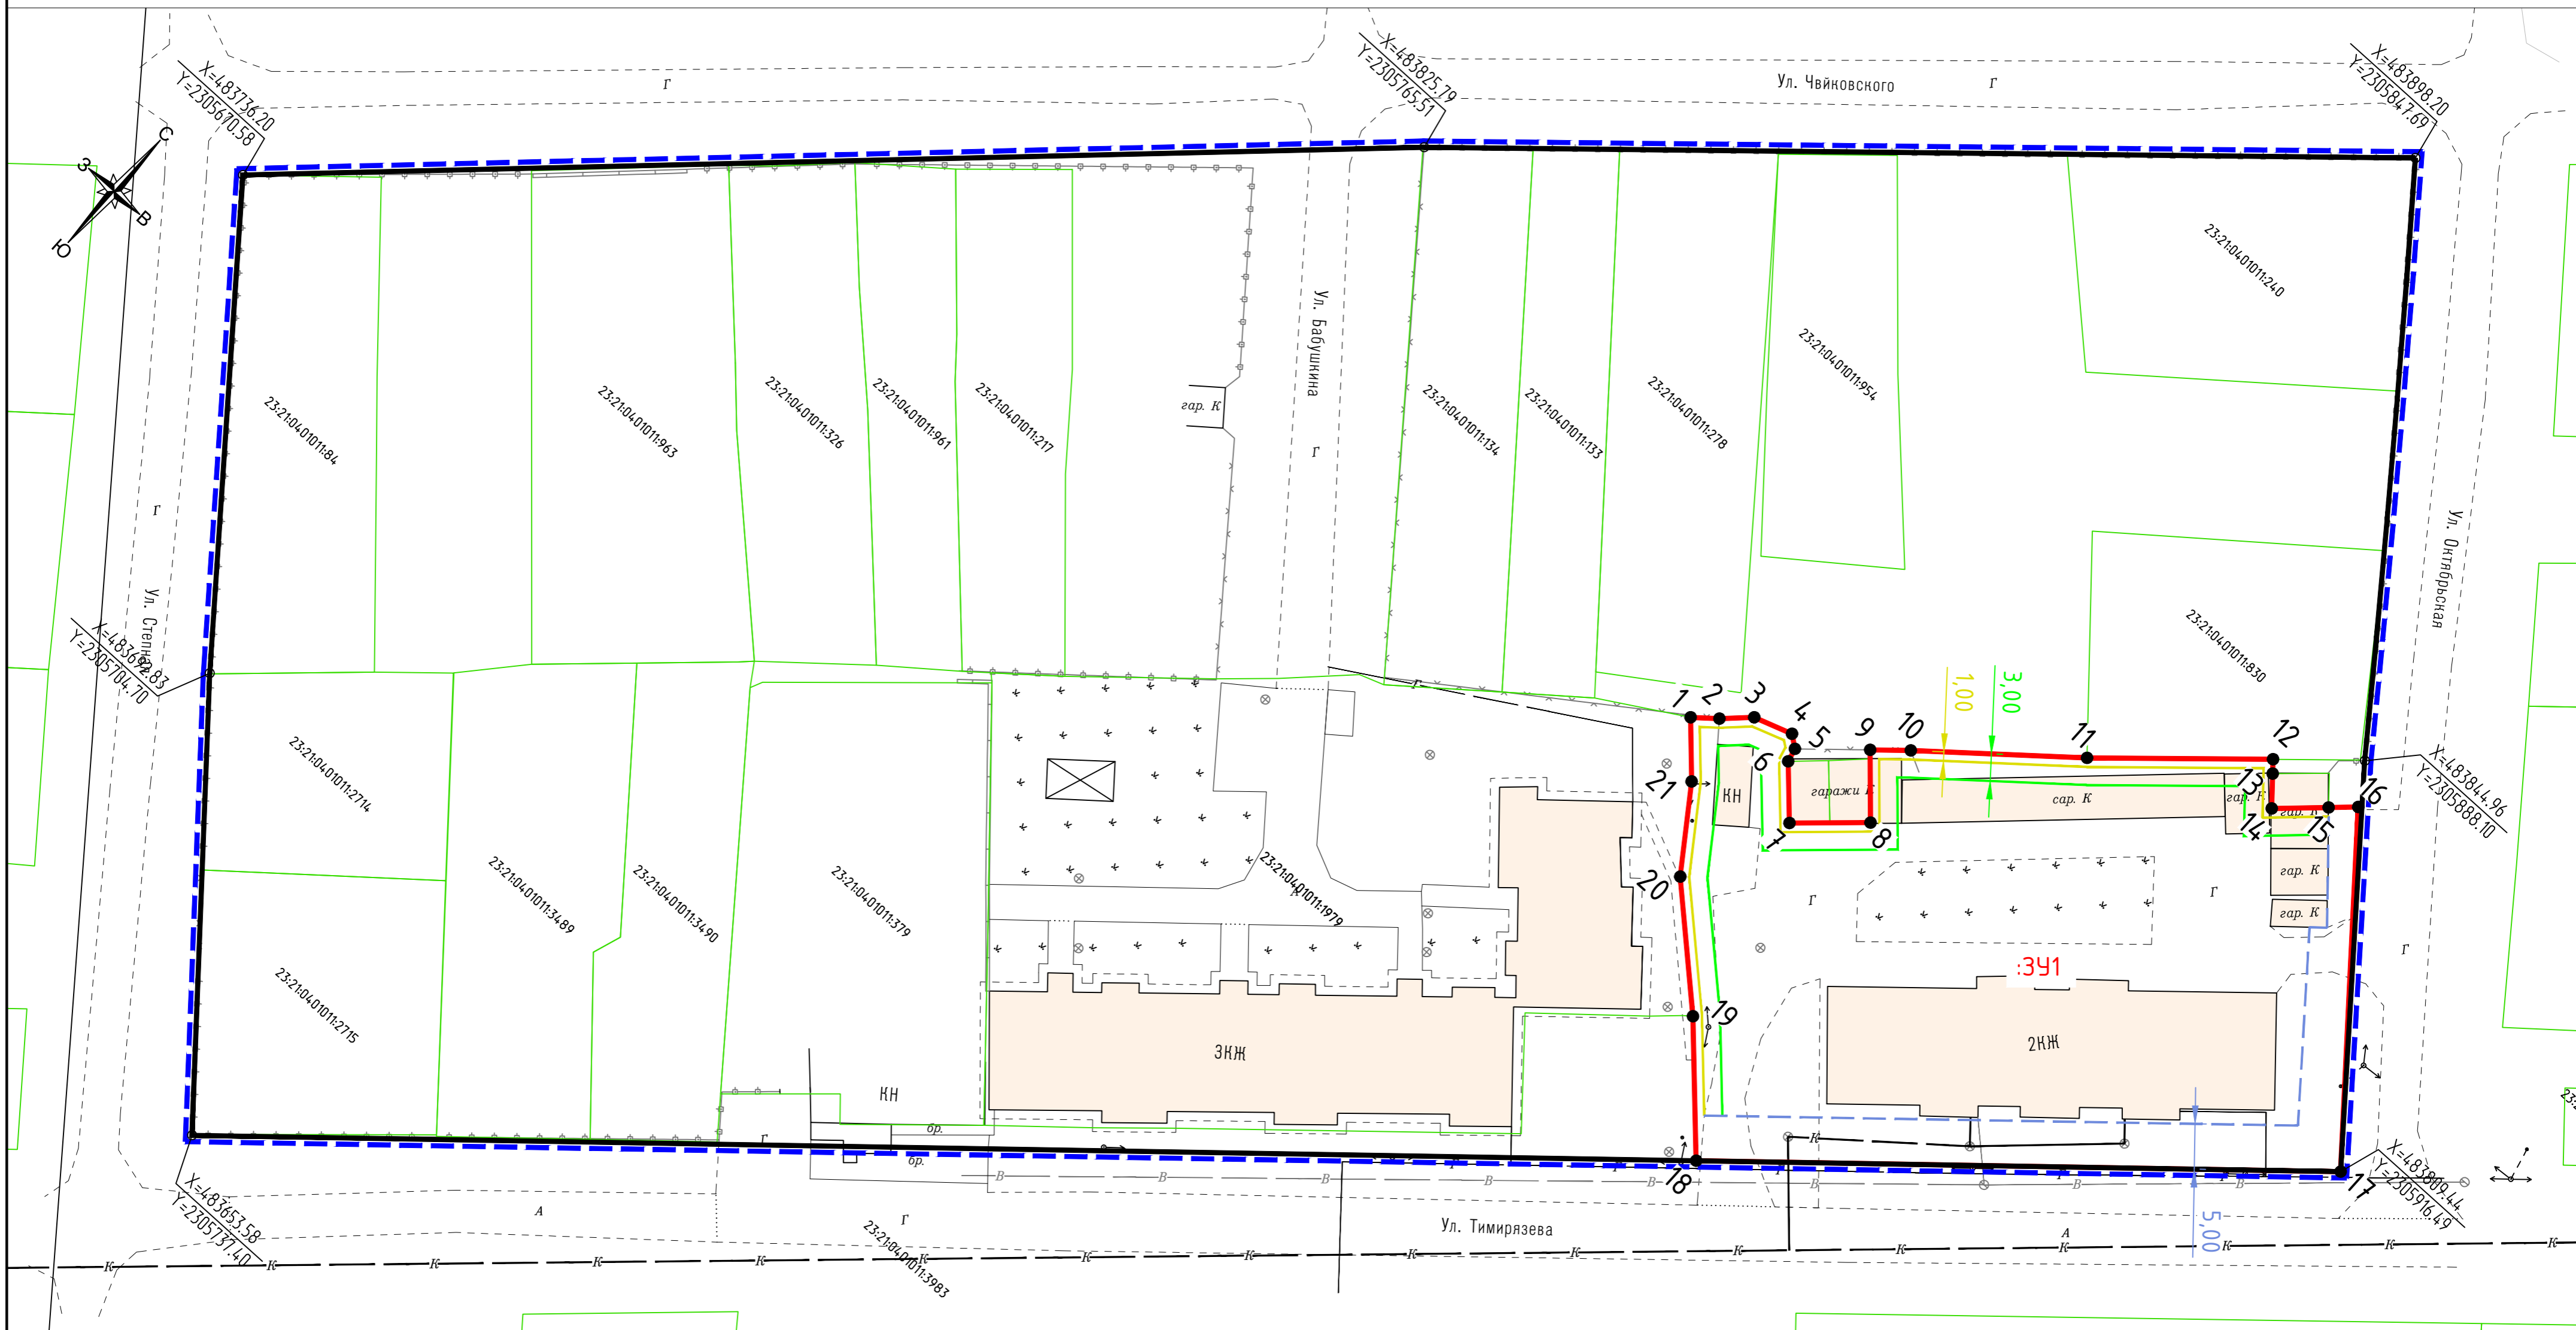 X=483736.20
Y=2305670.58
X=483825.79
Y=2305765.51
X=483898.20
Y=2305847.69
Г
Ул. Чвйковского
Г
С
З
В
Ю
23:21:0401011:240
Ул. Бабушкина
Г
23:21:0401011:84
23:21:0401011:963
23:21:0401011:326
23:21:0401011:961
23:21:0401011:217
гар. К
23:21:0401011:134
23:21:0401011:133
23:21:0401011:278
23:21:0401011:954
Г
Ул. Октябрьская
X=483692.83
Y=2305704.70
23:21:0401011:830
Г
1
2
3
4
5
6
7
8
9
10
11
12
13
14
15
16
17
18
19
20
21
1,00
3,00
X=483844.96
Y=2305888.10
23:21:0401011:2714
КН
гаражи К
сар. К
гар. К
гар. К
гар. К
гар. К
23:21:0401011:3489
23:21:0401011:3490
23:21:0401011:379
23:21:0401011:1979
Г
Г
Г
:ЗУ1
23:21:0401011:2715
3КЖ
2КЖ
КН
бр.
бр.
Г
К
X=483653.58
Y=2305737.40
X=483809.44
Y=2305916.49
В В В В В В В В
А
Г
Ул. Тимирязева
А
5,00
23:21:0401011:3983
К К К К К К К К К К К К К К К К